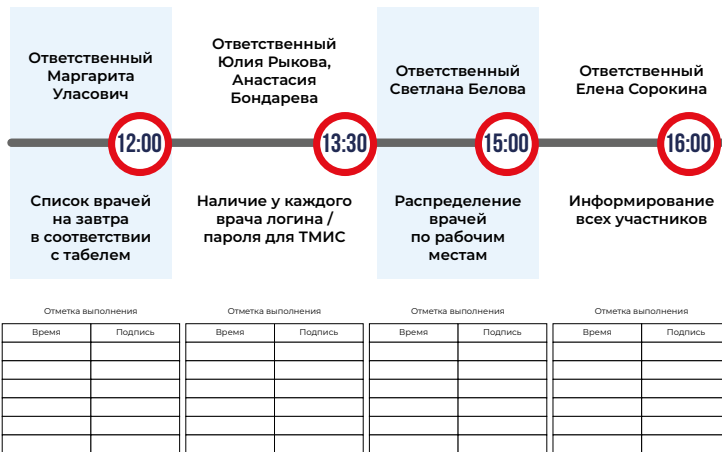 Ответственный
Маргарита
Уласович
Ответственный
Юлия Рыкова,
Анастасия
Бондарева
Ответственный
Светлана Белова
Ответственный
Елена Сорокина
12:00
13:30
15:00
16:00
Список врачей
на завтра
в соответствии
с табелем
Наличие у каждого
врача логина /
пароля для ТМИС
Распределение
врачей
по рабочим
местам
Информирование
всех участников
Отметка выполнения
Отметка выполнения
Отметка выполнения
Отметка выполнения
Время Подпись
Время Подпись
Время Подпись
Время Подпись